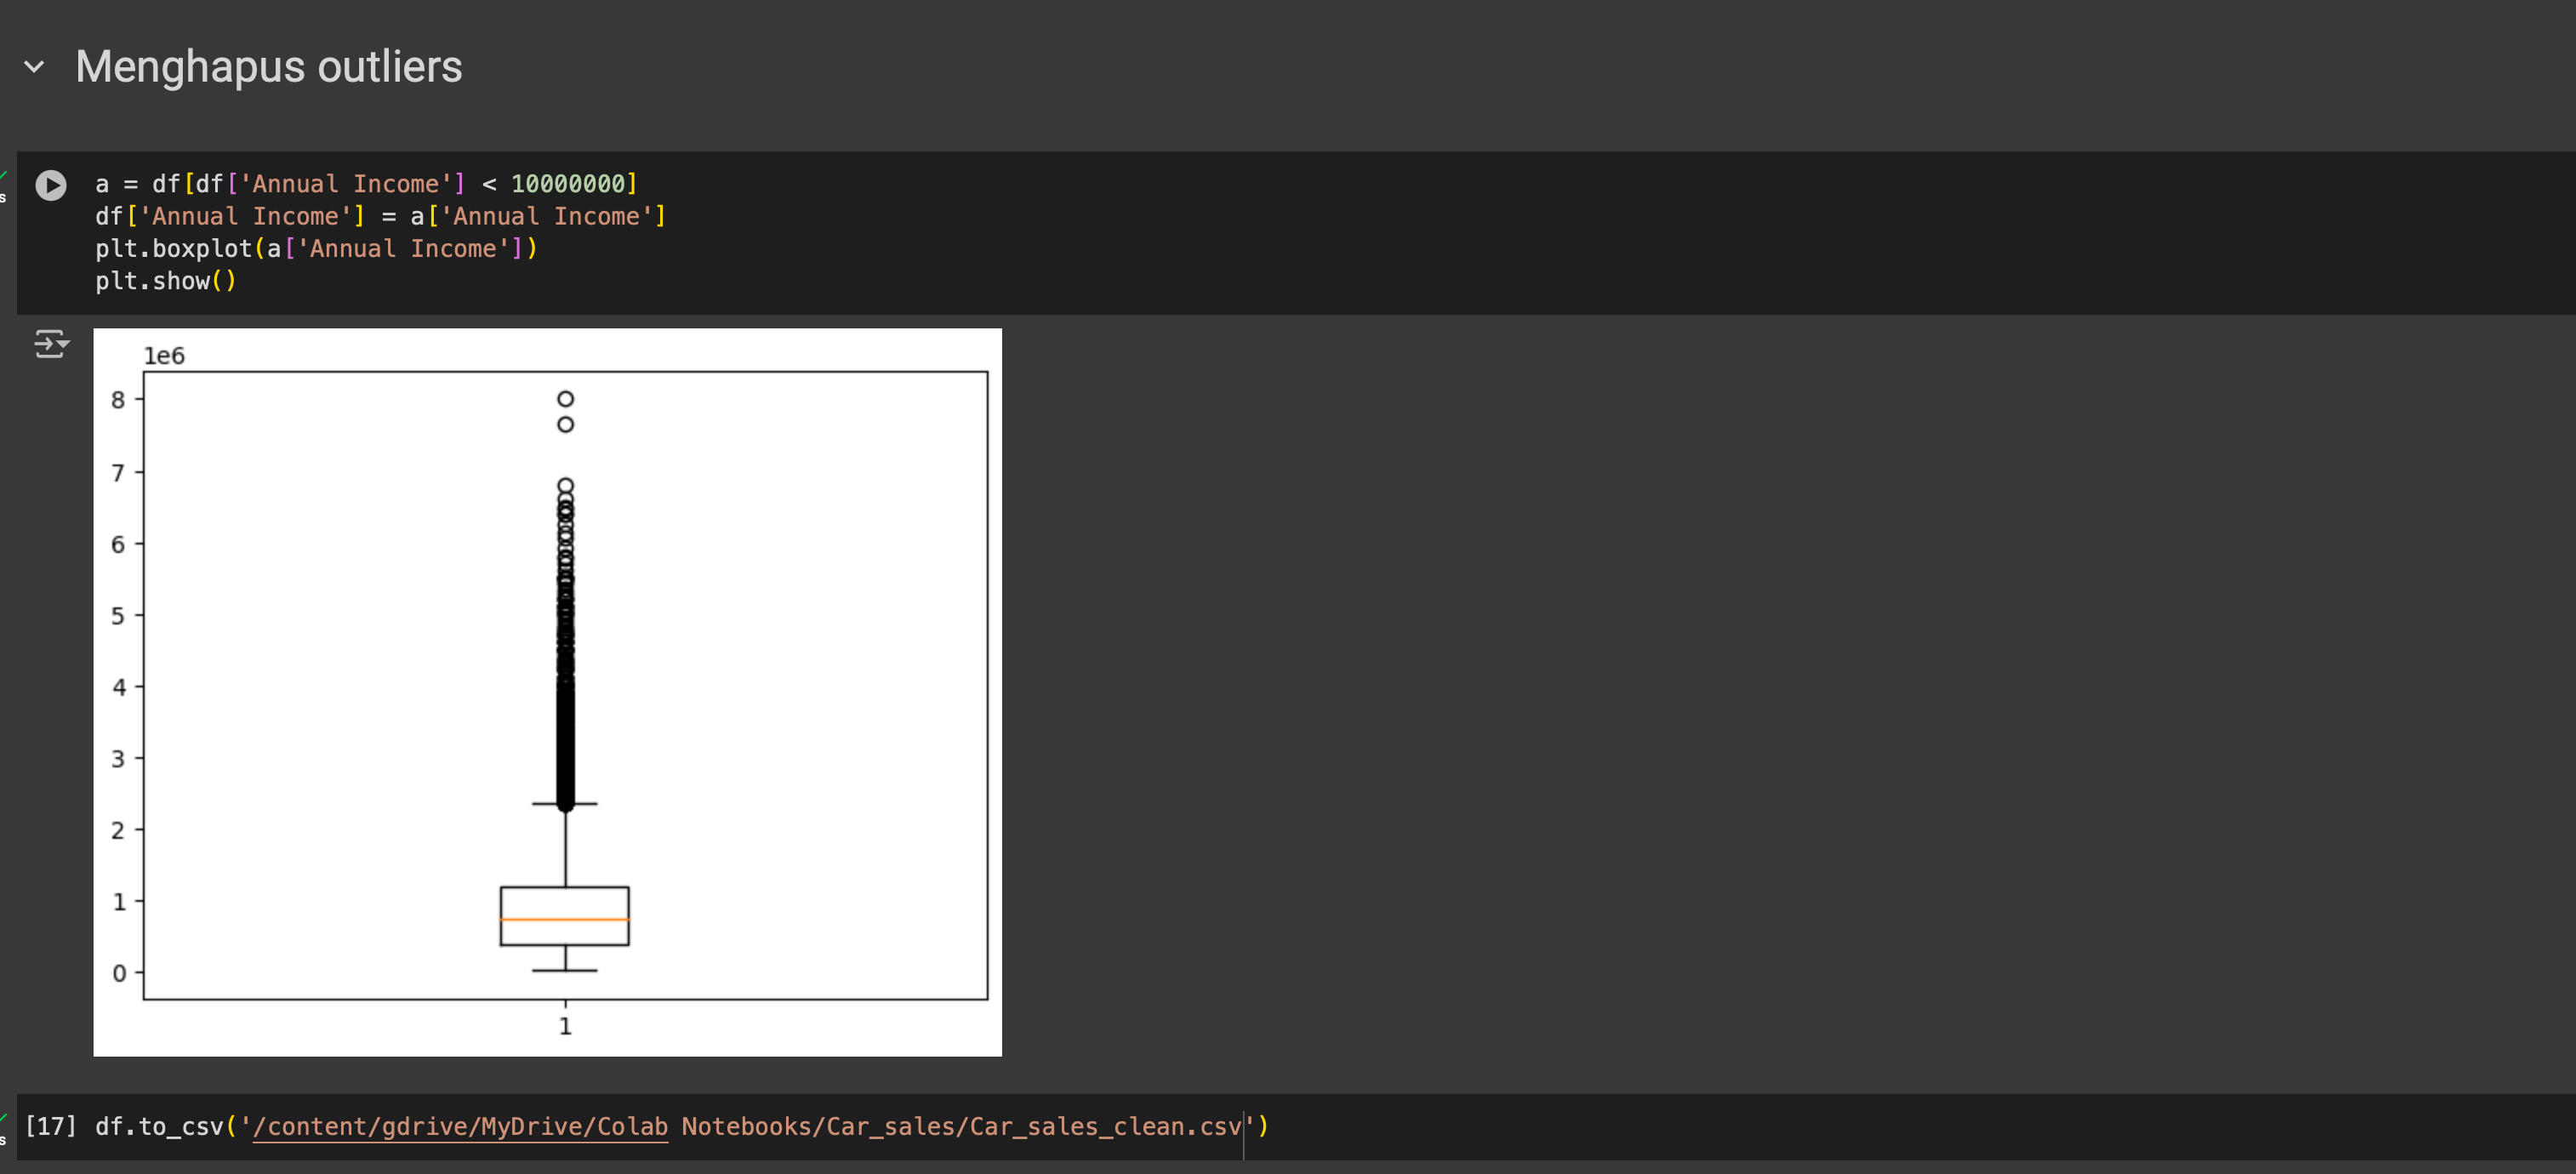 Menghapus outliers
a = df[df['Annual Income'] < 10000000]
df['Annual Income'] = a['Annual Income']
plt.boxplot(a['Annual Income'])
plt.show()
1e6
8
7
6
5
4
3
2
1
0
1
[17] df.to_csv('/content/gdrive/MyDrive/Colab Notebooks/Car_sales/Car_sales_clean.csv')